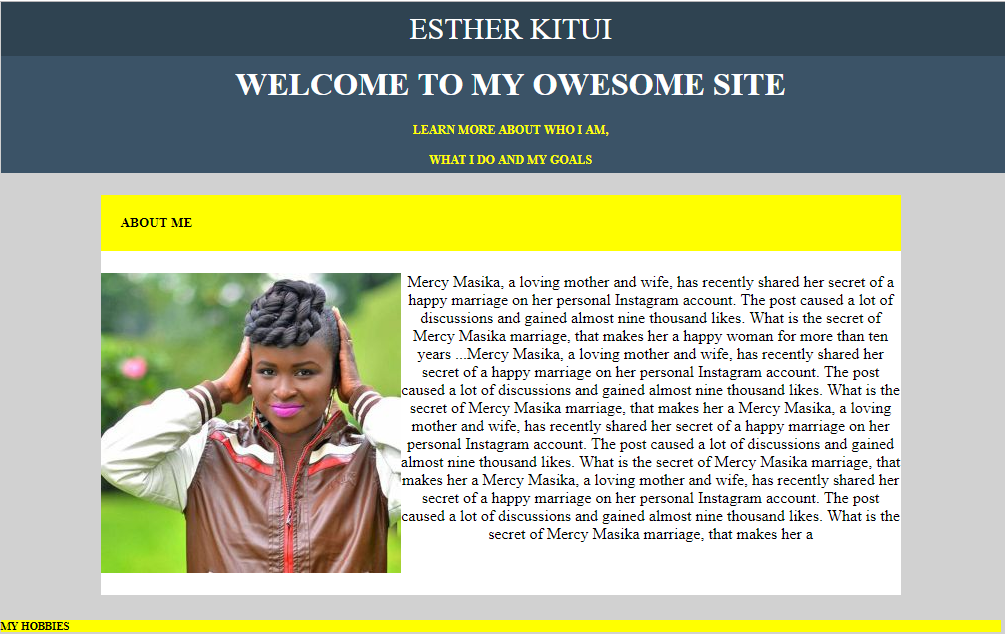 ESTHER KITUI
WELCOME TO MY OWESOME SITE
LEARN MORE ABOUT WHO I AM,
WHAT I DO AND MY GOALS
ABOUT ME
Mercy Masika, a loving mother and wife, has recently shared her secret of a
happy marriage on her personal Instagram account. The post caused a lot of
discussions and gained almost nine thousand likes. What is the secret of
Mercy Masika marriage, that makes her a happy woman for more than ten
years ...Mercy Masika, a loving mother and wife, has recently shared her
secret of a happy marriage on her personal Instagram account. The post
caused a lot of discussions and gained almost nine thousand likes. What is the
secret of Mercy Masika marriage, that makes her a Mercy Masika, a loving
mother and wife, has recently shared her secret of a happy marriage on her
personal Instagram account. The post caused a lot of discussions and gained
almost nine thousand likes. What is the secret of Mercy Masika marriage, that
makes her a Mercy Masika, a loving mother and wife, has recently shared her
secret of a happy marriage on her personal Instagram account. The post
caused a lot of discussions and gained almost nine thousand likes. What is the
secret of Mercy Masika marriage, that makes her a
MY HOBBIES